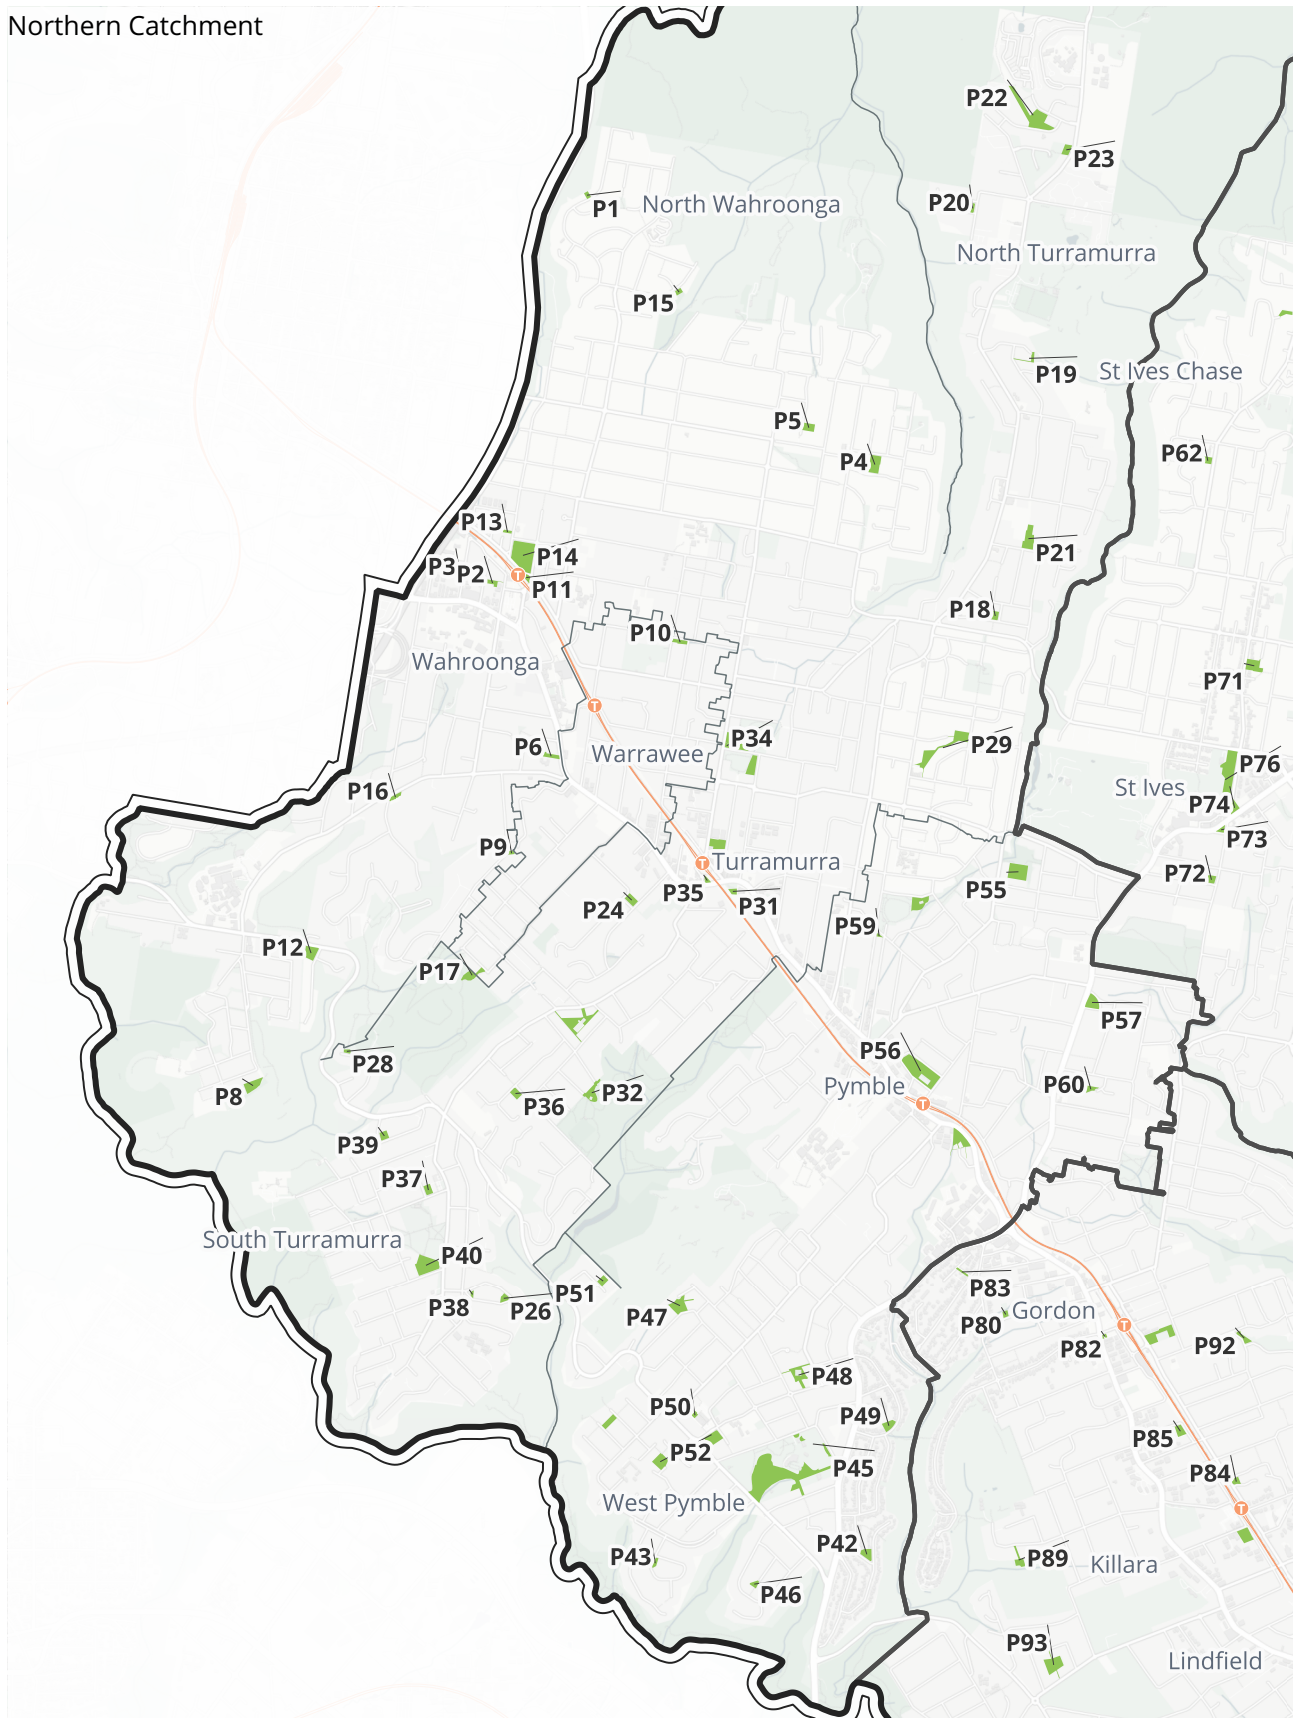 Northern Catchment
P22
P23
P1
North Wahroonga
P20
North Turramurra
P15
P19
St Ives Chase
P5
P4
P62
P13
P14
P3
P2
P11
P21
P18
P10
Wahroonga
P71
P6
Warrawee
P34
P29
P76
P16
St Ives
P74
P73
P9
Turramurra
P35
P31
P55
P72
P24
P59
P12
P17
P57
P28
P56
Pymble
P60
P8
P36
P32
P39
P37
South Turramurra
P40
P38
P26
P51
P47
P83
P80
Gordon
P82
P92
P48
P50
P49
P52
P45
P85
P84
West Pymble
P42
P43
P46
P89
Killara
P93
Lindfield
T
T
T
T
T
T